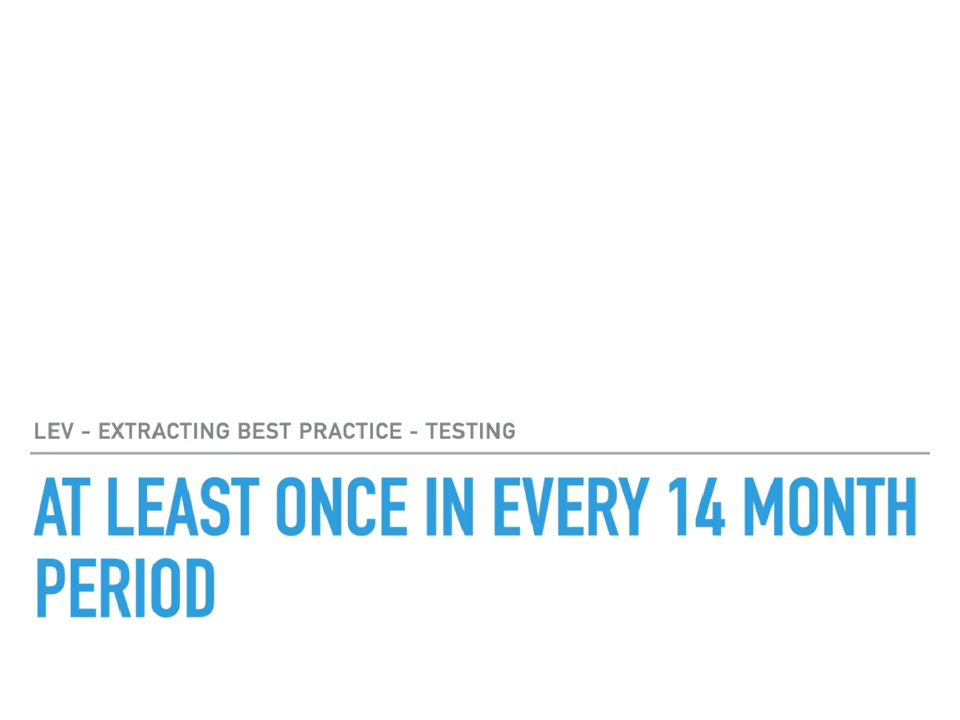 LEV - EXTRACTING BEST PRACTICE - TESTING
AT LEAST ONCE IN EVERY 14 MONTH
PERIOD